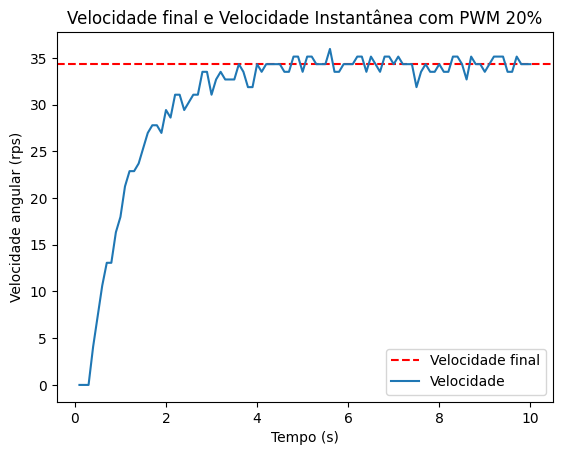 Velocidade final e Velocidade Instantânea com PWM 20%
Velocidade angular (rps)
35
30
25
20
15
10
5
0
Velocidade final
Velocidade
0
2
4
6
8
10
Tempo (s)